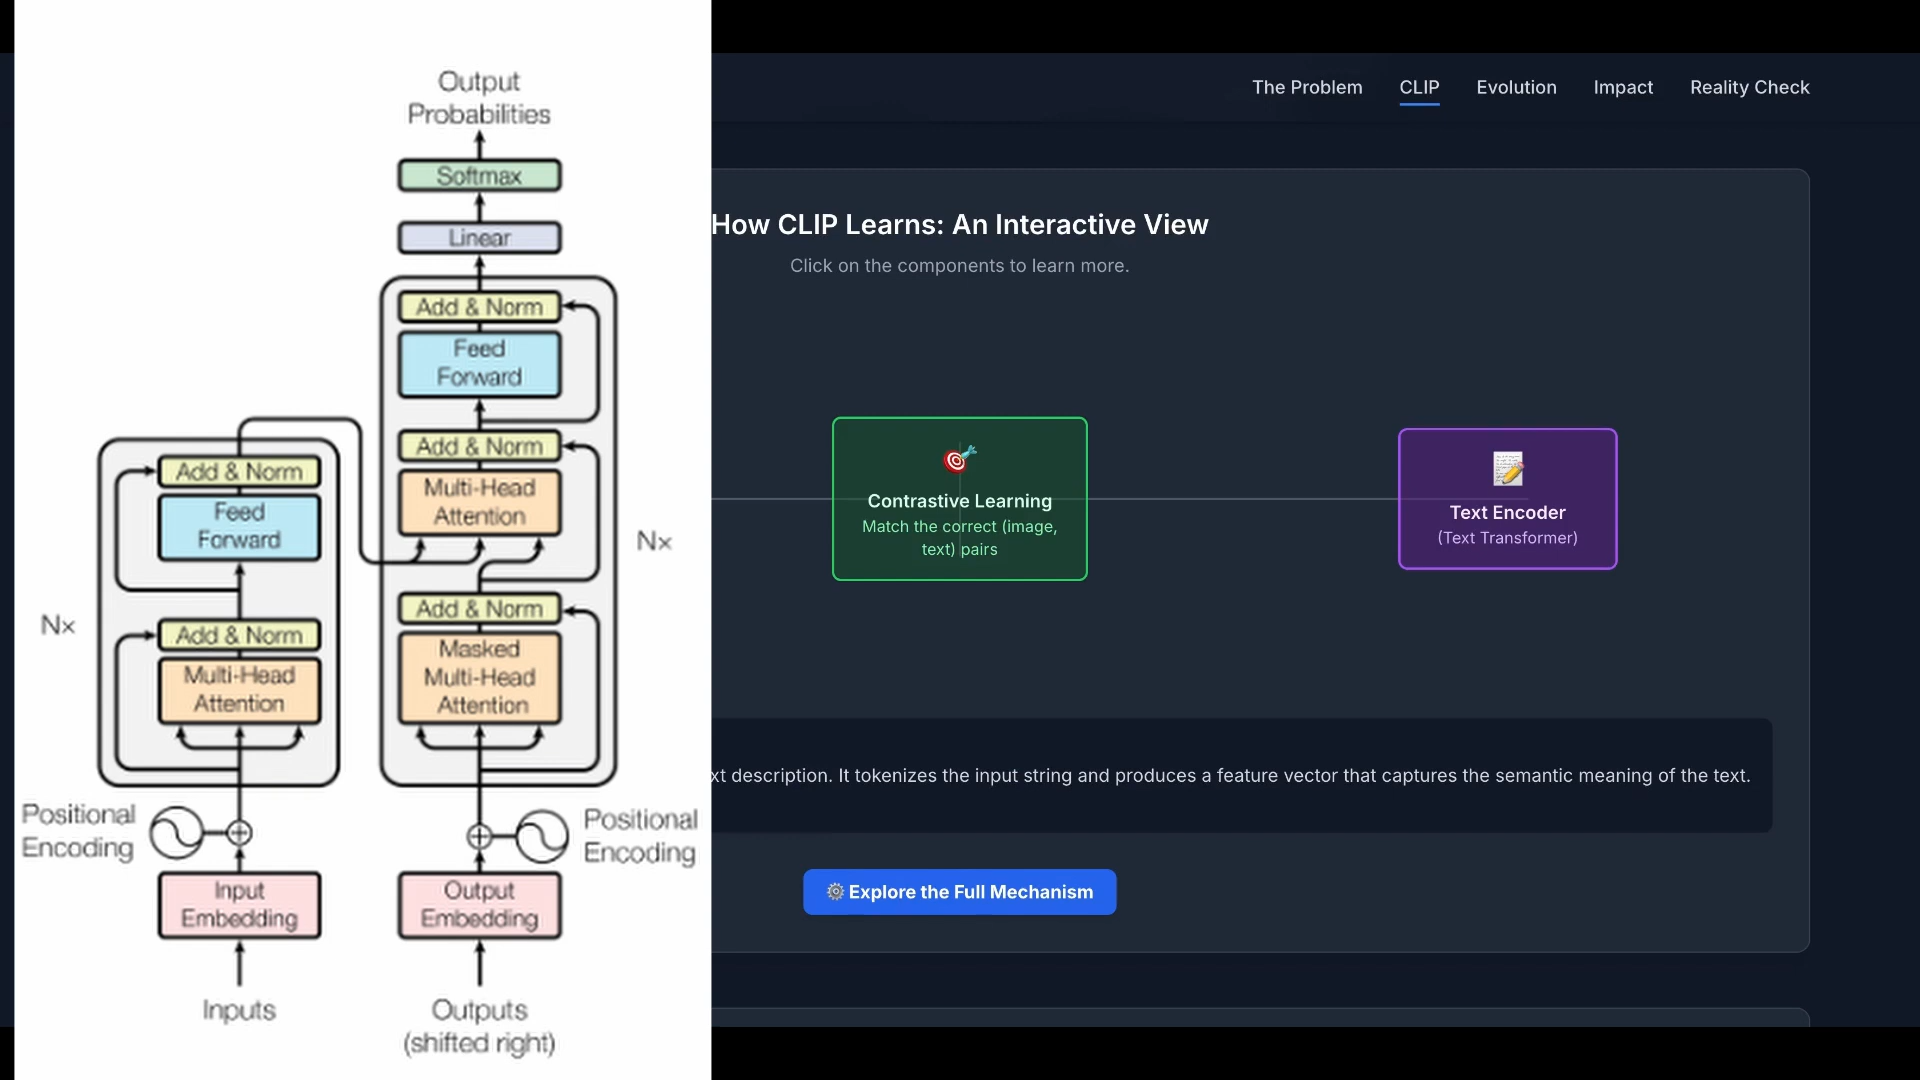 Output
Probabilities
Softmax
Linear
Add & Norm
Feed
Forward
Add & Norm
Multi-Head
Attention
Add & Norm
Masked
Multi-Head
Attention
Nx
Add & Norm
Feed
Forward
Add & Norm
Multi-Head
Attention
Nx
Positional
Encoding
Positional
Encoding
Input
Embedding
Output
Embedding
Inputs
Outputs
(shifted right)
The Problem
CLIP
Evolution
Impact
Reality Check
How CLIP Learns: An Interactive View
Click on the components to learn more.
Contrastive Learning
Match the correct (image,
text) pairs
Text Encoder
(Text Transformer)
xt description. It tokenizes the input string and produces a feature vector that captures the semantic meaning of the text.
Explore the Full Mechanism